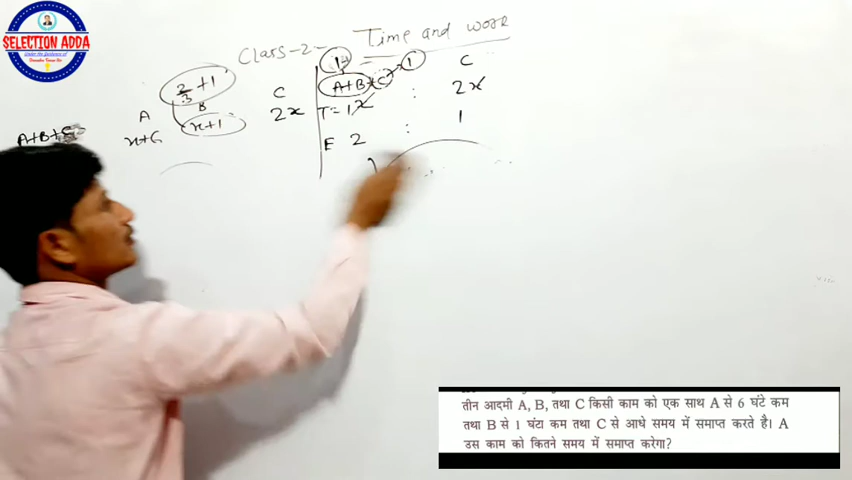 SELECTION ADDA
Class-2- Time and work
2/3 + 1
A B C
x+6 x+1 2x
A+B+C
1 1 C
A+B+C : 2x
T= 1x
E 2 : 1
तीन आदमी A, B, तथा C किसी काम को एक साथ A से 6 घंटे कम
तथा B से 1 घंटा कम तथा C से आधे समय में समाप्त करते है। A
उस काम को कितने समय में समाप्त करेगा?